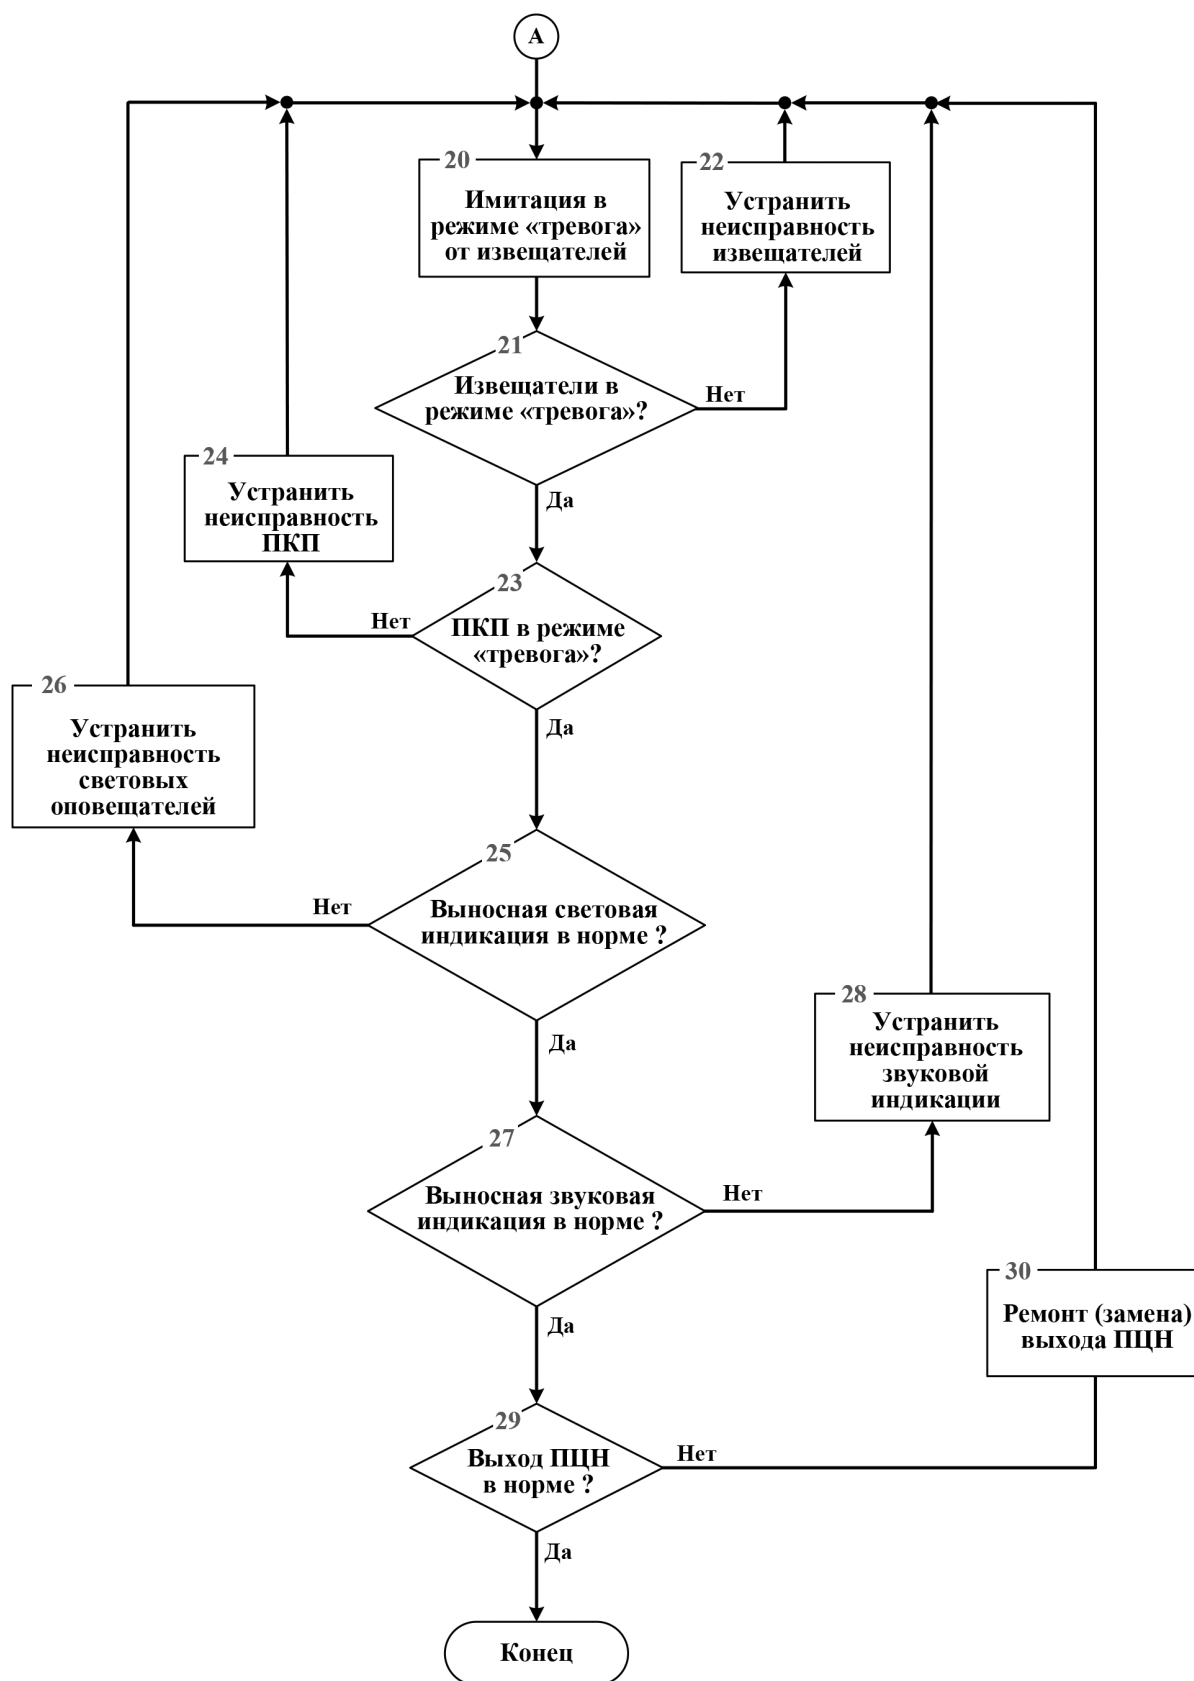 А
20
Имитация в
режиме «тревога»
от извещателей
22
Устранить
неисправность
извещателей
21
Извещатели в
режиме «тревога»?
Нет
Да
24
Устранить
неисправность
ПКП
23
ПКП в режиме
«тревога»?
Нет
Да
26
Устранить
неисправность
световых
оповещателей
25
Выносная световая
индикация в норме ?
Нет
Да
28
Устранить
неисправность
звуковой
индикации
27
Выносная звуковая
индикация в норме ?
Нет
Да
30
Ремонт (замена)
выхода ПЦН
29
Выход ПЦН
в норме ?
Нет
Да
Конец